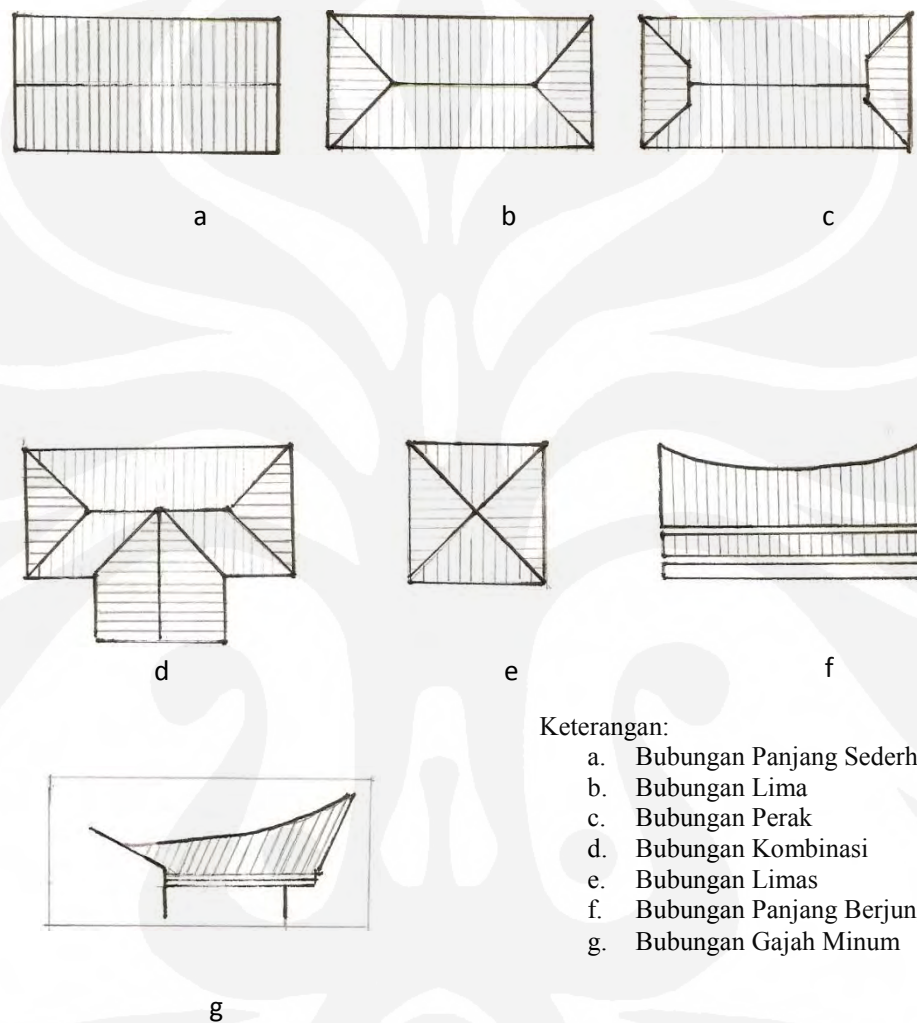 a
b
c
d
e
f
Keterangan:
a. Bubungan Panjang Sederh
b. Bubungan Lima
c. Bubungan Perak
d. Bubungan Kombinasi
e. Bubungan Limas
f. Bubungan Panjang Berjun
g. Bubungan Gajah Minum
g